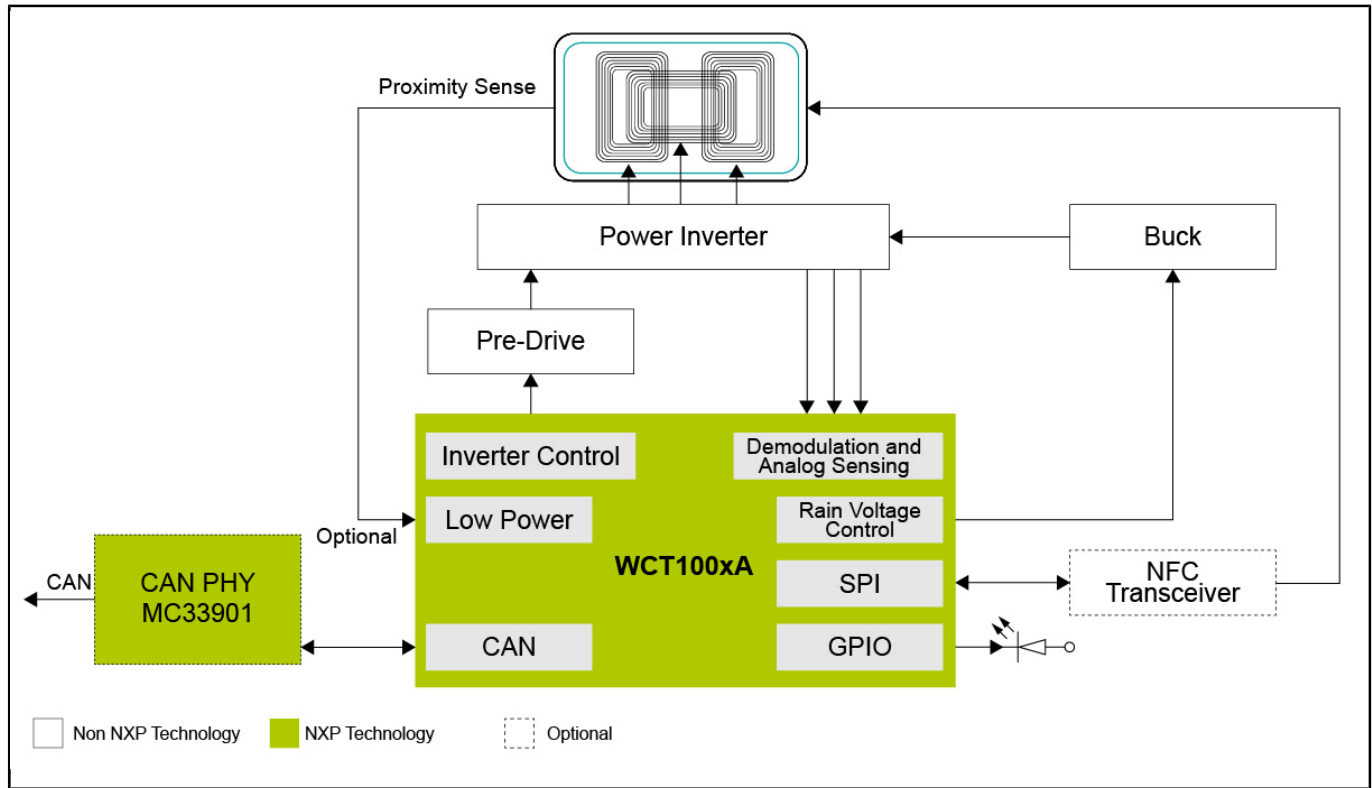 Proximity Sense
Power Inverter
Buck
Pre-Drive
Inverter Control
Demodulation and
Analog Sensing
Low Power
Rain Voltage
Control
Optional
WCT100xA
CAN
CAN PHY
MC33901
SPI
NFC
Transceiver
CAN
GPIO
Non NXP Technology
NXP Technology
Optional